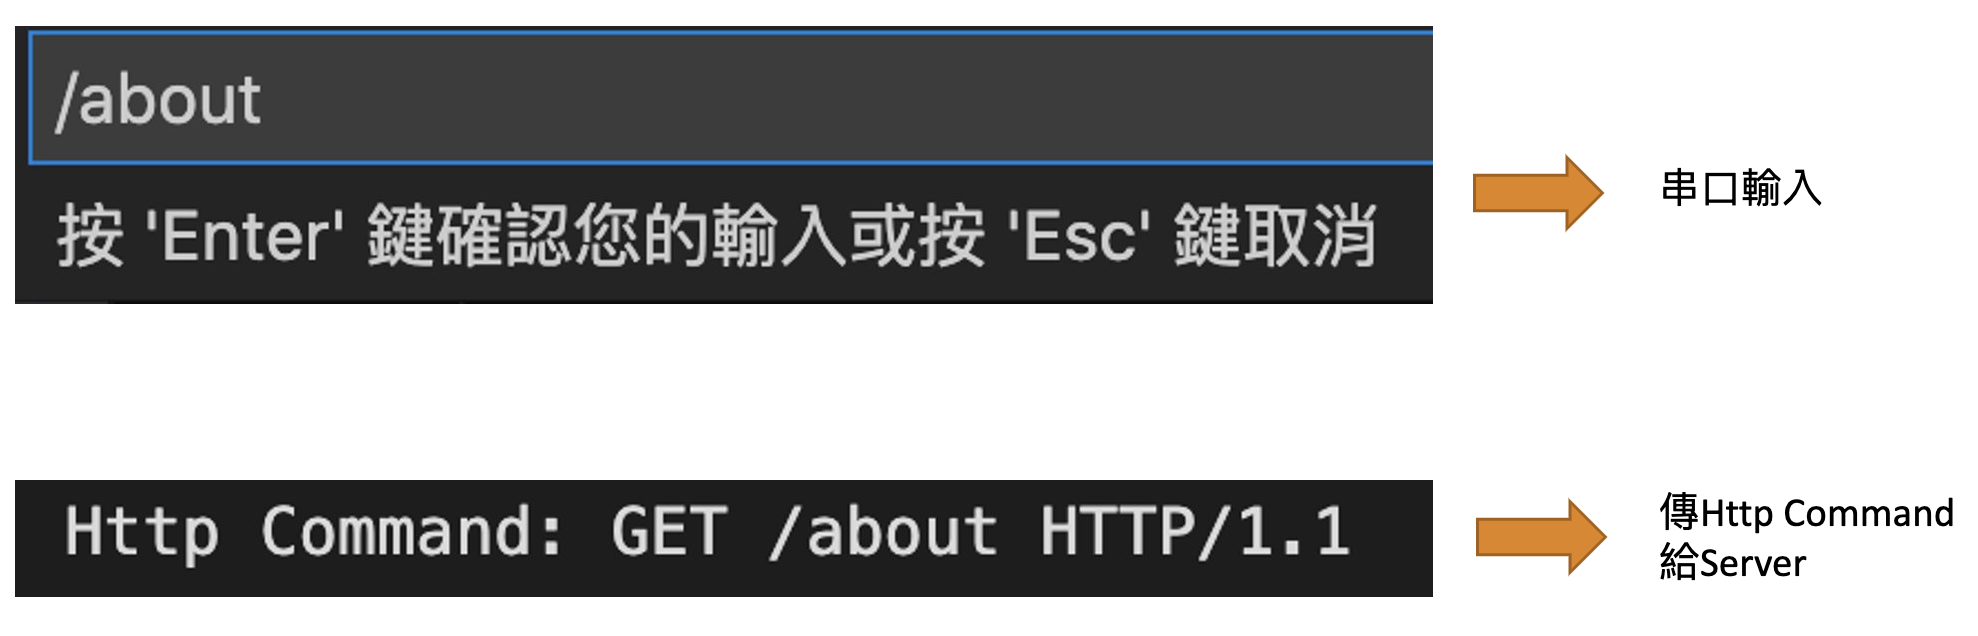 /about
按 'Enter' 鍵確認您的輸入或按 'Esc' 鍵取消
串口輸入
Http Command: GET /about HTTP/1.1
傳Http Command
給Server